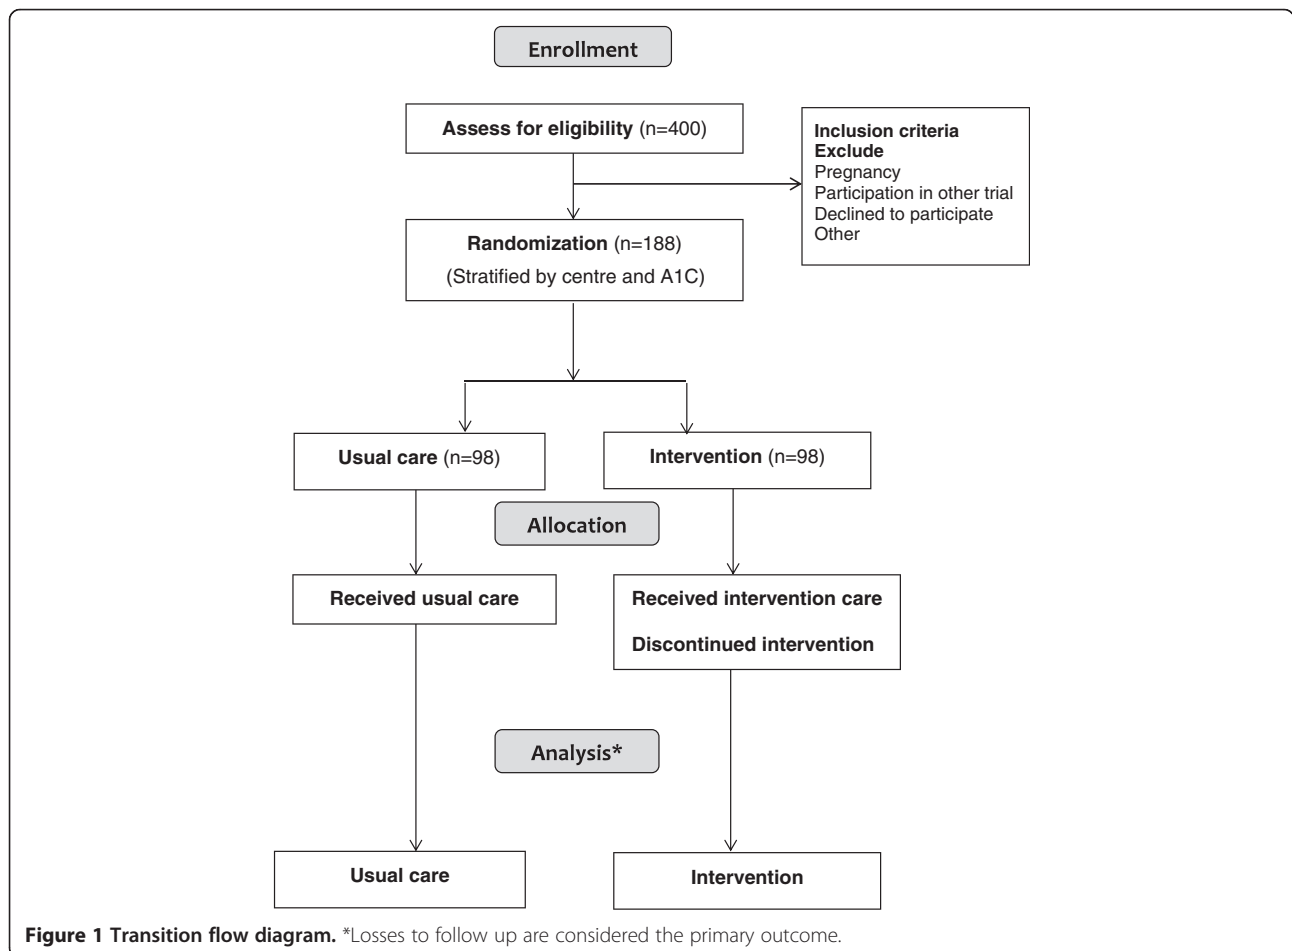 Enrollment
Assess for eligibility (n=400)
Inclusion criteria
Exclude
Pregnancy
Participation in other trial
Declined to participate
Other
Randomization (n=188)
(Stratified by centre and A1C)
Usual care (n=98)
Intervention (n=98)
Allocation
Received usual care
Received intervention care
Discontinued intervention
Analysis*
Usual care
Intervention
Figure 1 Transition flow diagram. *Losses to follow up are considered the primary outcome.